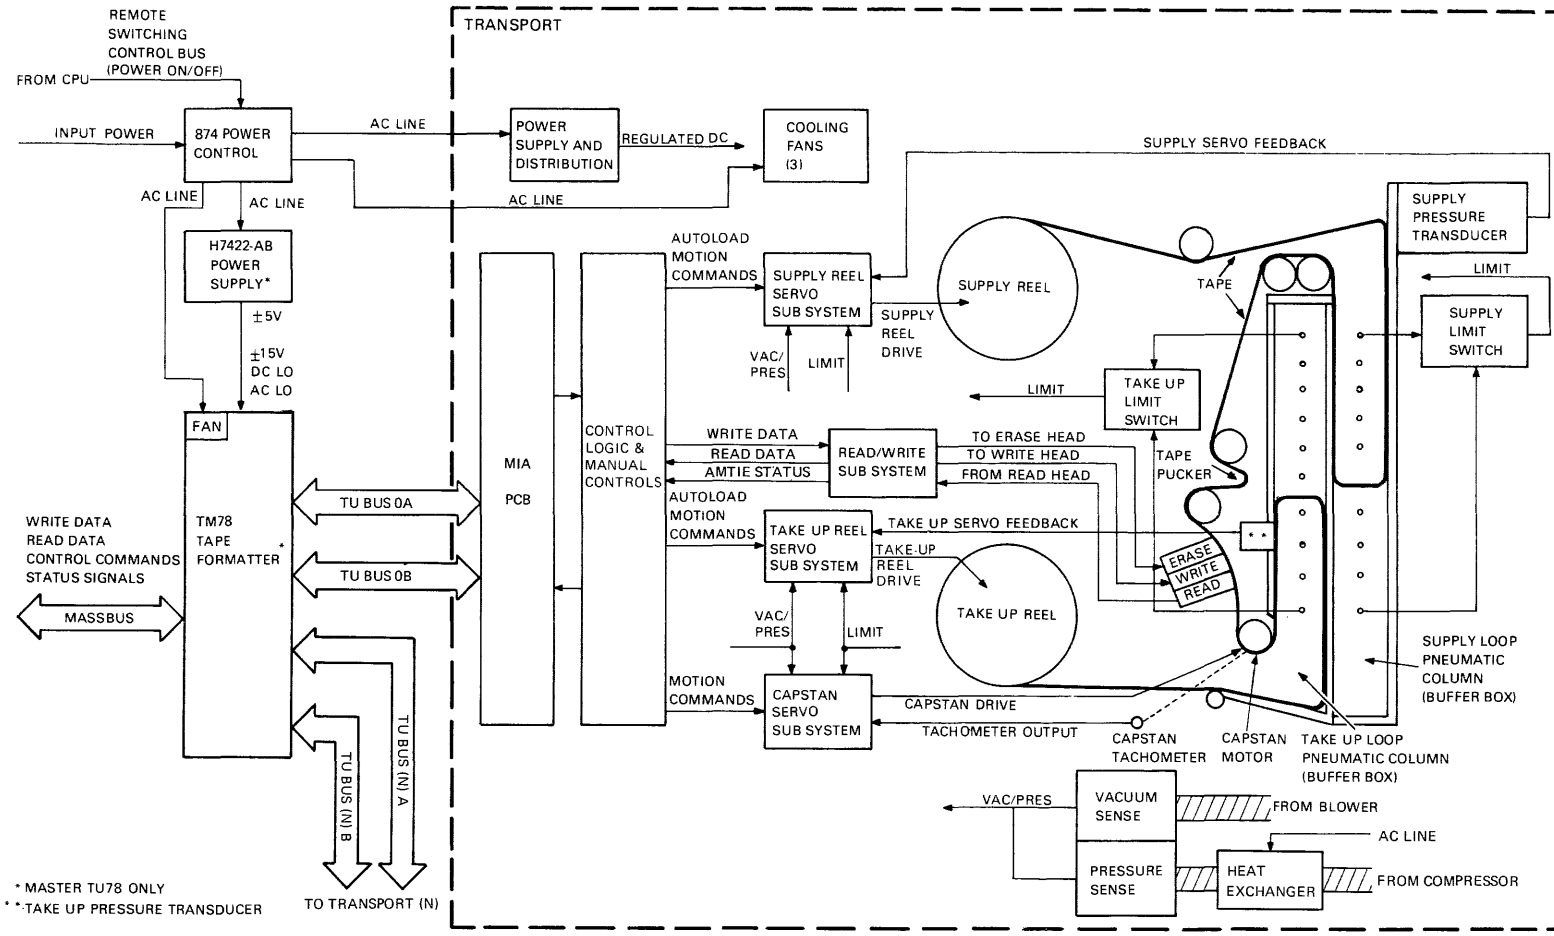 REMOTE
SWITCHING
CONTROL BUS
(POWER ON/OFF)
FROM CPU
INPUT POWER
874 POWER
CONTROL
AC LINE
AC LINE
AC LINE
AC LINE
H7422-AB
POWER
SUPPLY*
±5V
±15V
DC LO
AC LO
FAN
TM78
TAPE
FORMATTER*
WRITE DATA
READ DATA
CONTROL COMMANDS
STATUS SIGNALS
MASSBUS
TU BUS 0A
TU BUS 0B
TU BUS (N) A
TU BUS (N) B
TO TRANSPORT (N)
* MASTER TU78 ONLY
**-TAKE UP PRESSURE TRANSDUCER
TRANSPORT
POWER
SUPPLY AND
DISTRIBUTION
REGULATED DC
COOLING
FANS
(3)
MIA
PCB
CONTROL
LOGIC &
MANUAL
CONTROLS
AUTOLOAD
MOTION
COMMANDS
SUPPLY REEL
SERVO
SUB SYSTEM
SUPPLY
REEL
DRIVE
VAC/
PRES
LIMIT
SUPPLY REEL
SUPPLY SERVO FEEDBACK
SUPPLY
PRESSURE
TRANSDUCER
LIMIT
SUPPLY
LIMIT
SWITCH
TAPE
LIMIT
TAKE UP
LIMIT
SWITCH
WRITE DATA
READ DATA
AMTIE STATUS
READ/WRITE
SUB SYSTEM
TO ERASE HEAD
TO WRITE HEAD
FROM READ HEAD
TAPE
PUCKER
AUTOLOAD
MOTION
COMMANDS
TAKE UP REEL
SERVO
SUB SYSTEM
TAKE UP SERVO FEEDBACK
TAKE-UP
REEL
DRIVE
* *
ERASE
WRITE
READ
TAKE UP REEL
VAC/
PRES
LIMIT
MOTION
COMMANDS
CAPSTAN
SERVO
SUB SYSTEM
CAPSTAN DRIVE
TACHOMETER OUTPUT
CAPSTAN
TACHOMETER
CAPSTAN
MOTOR
TAKE UP LOOP
PNEUMATIC COLUMN
(BUFFER BOX)
SUPPLY LOOP
PNEUMATIC
COLUMN
(BUFFER BOX)
VAC/PRES
VACUUM
SENSE
FROM BLOWER
AC LINE
PRESSURE
SENSE
HEAT
EXCHANGER
FROM COMPRESSOR